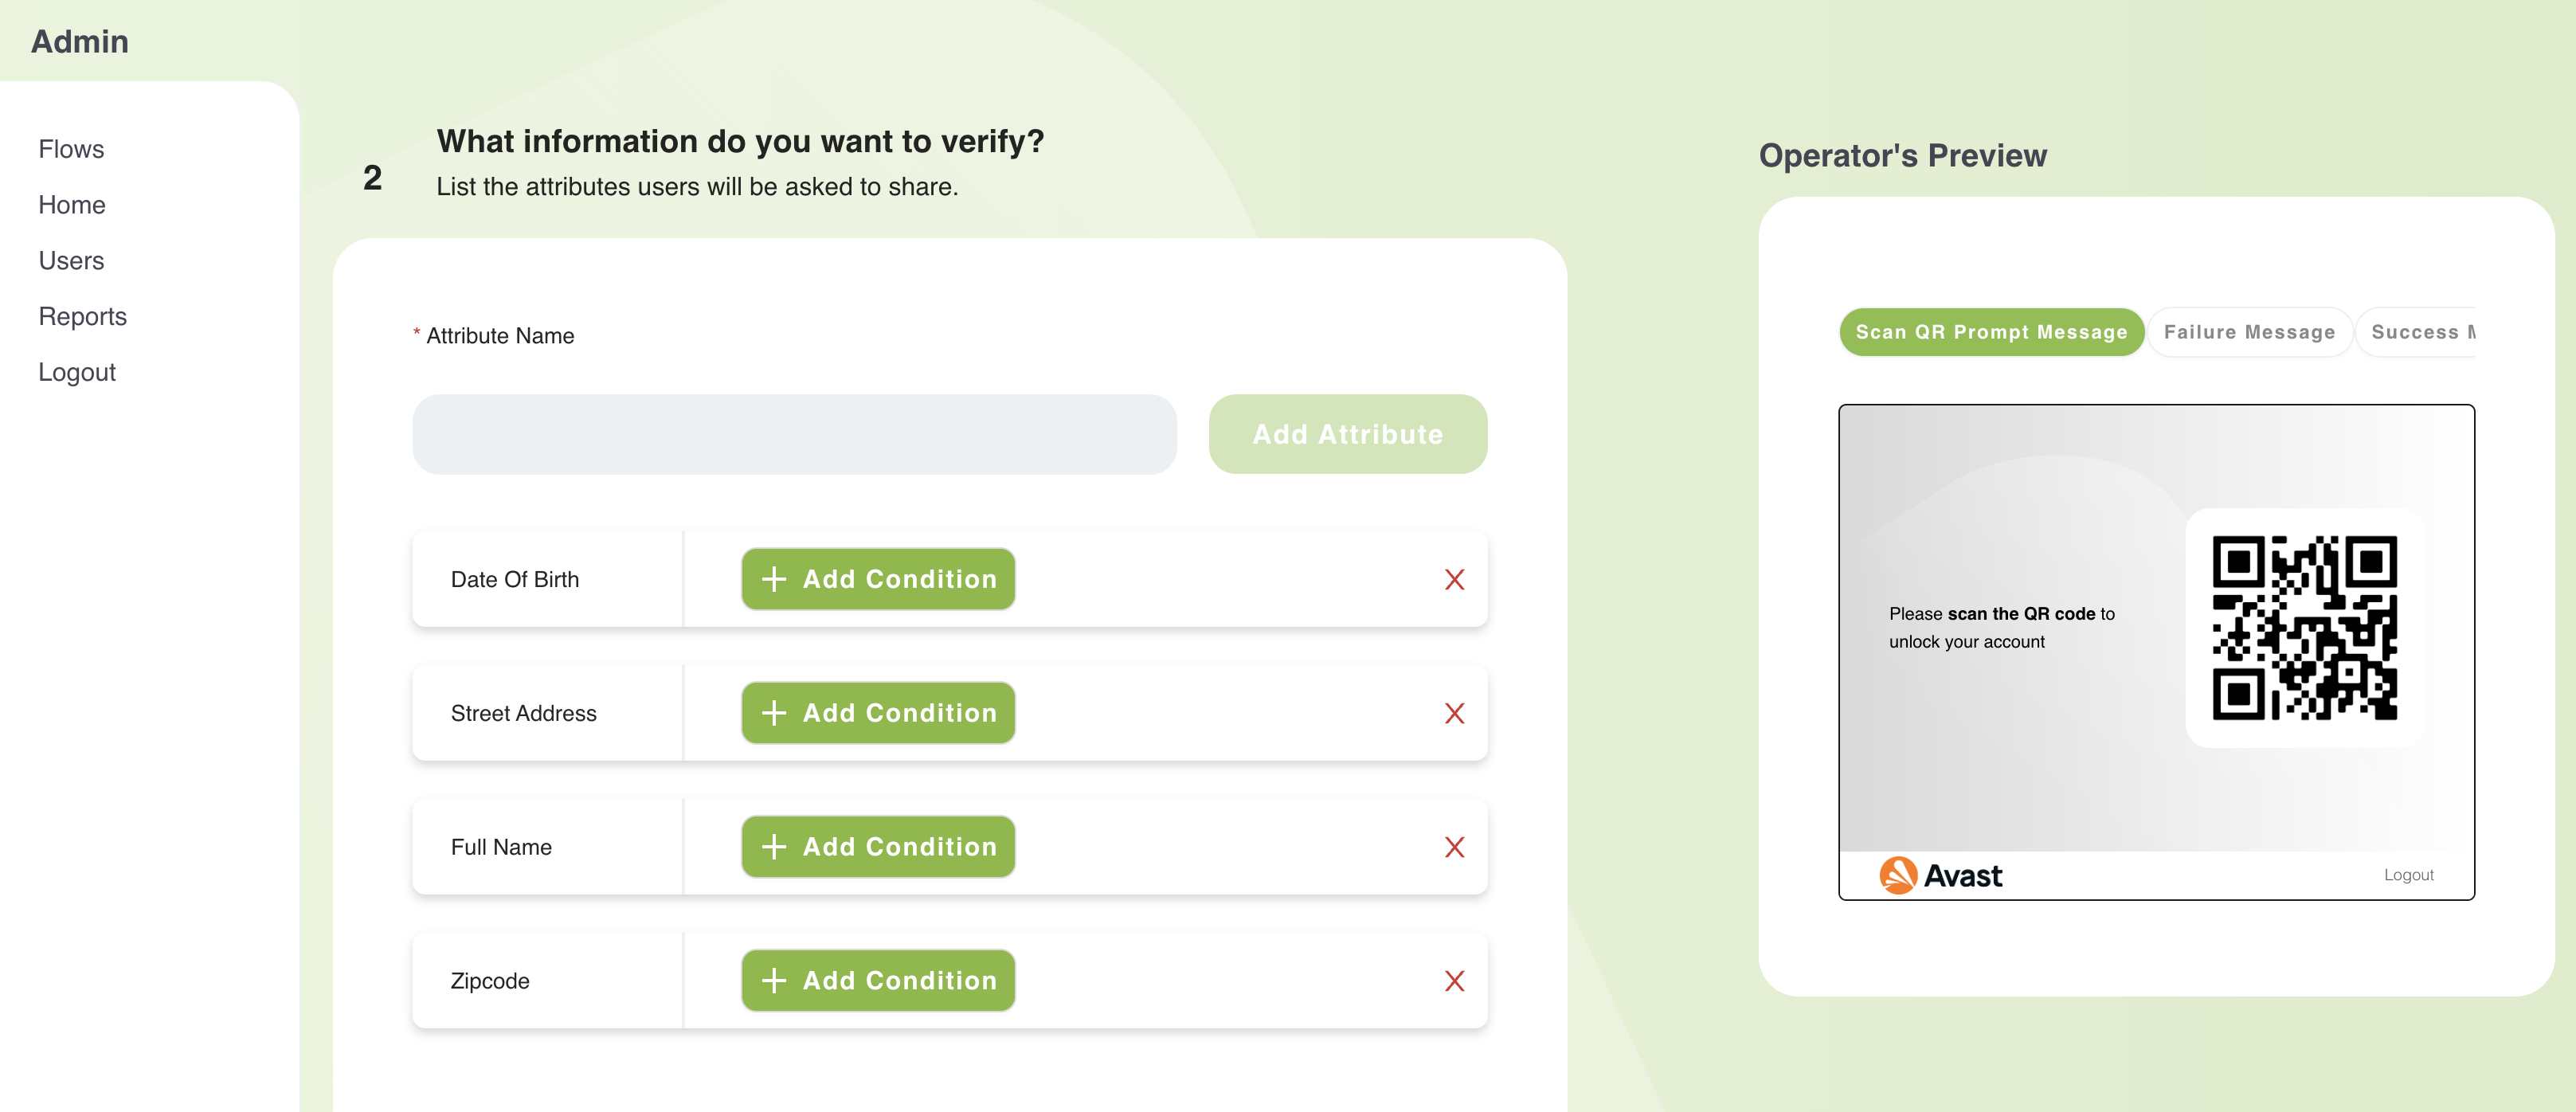 Admin
Flows
Home
Users
Reports
Logout
2
What information do you want to verify?
List the attributes users will be asked to share.
* Attribute Name
Add Attribute
Date Of Birth
+ Add Condition
X
Street Address
+ Add Condition
X
Full Name
+ Add Condition
X
Zipcode
+ Add Condition
X
Operator's Preview
Scan QR Prompt Message
Failure Message
Success
Please scan the QR code to
unlock your account
Avast
Logout